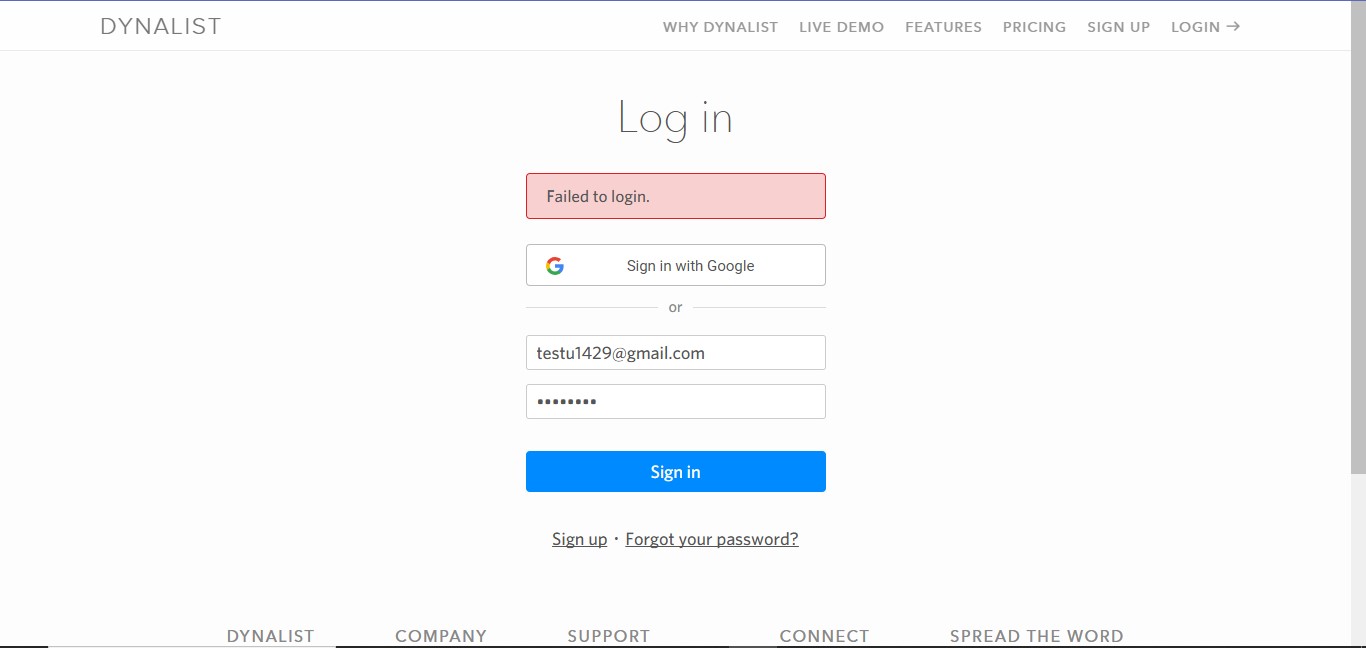 DYNALIST
WHY DYNALIST LIVE DEMO FEATURES PRICING SIGN UP LOGIN →
Log in
Failed to login.
Sign in with Google
or
testu1429@gmail.com
••••••••
Sign in
Sign up · Forgot your password?
DYNALIST COMPANY SUPPORT CONNECT SPREAD THE WORD